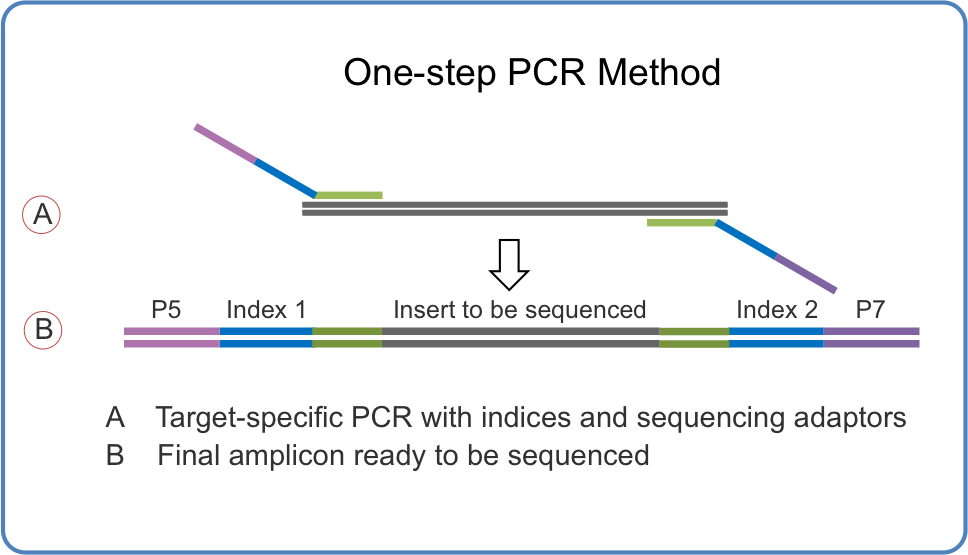 One-step PCR Method
A
P5 Index 1 Insert to be sequenced Index 2 P7
B
A Target-specific PCR with indices and sequencing adaptors
B Final amplicon ready to be sequenced